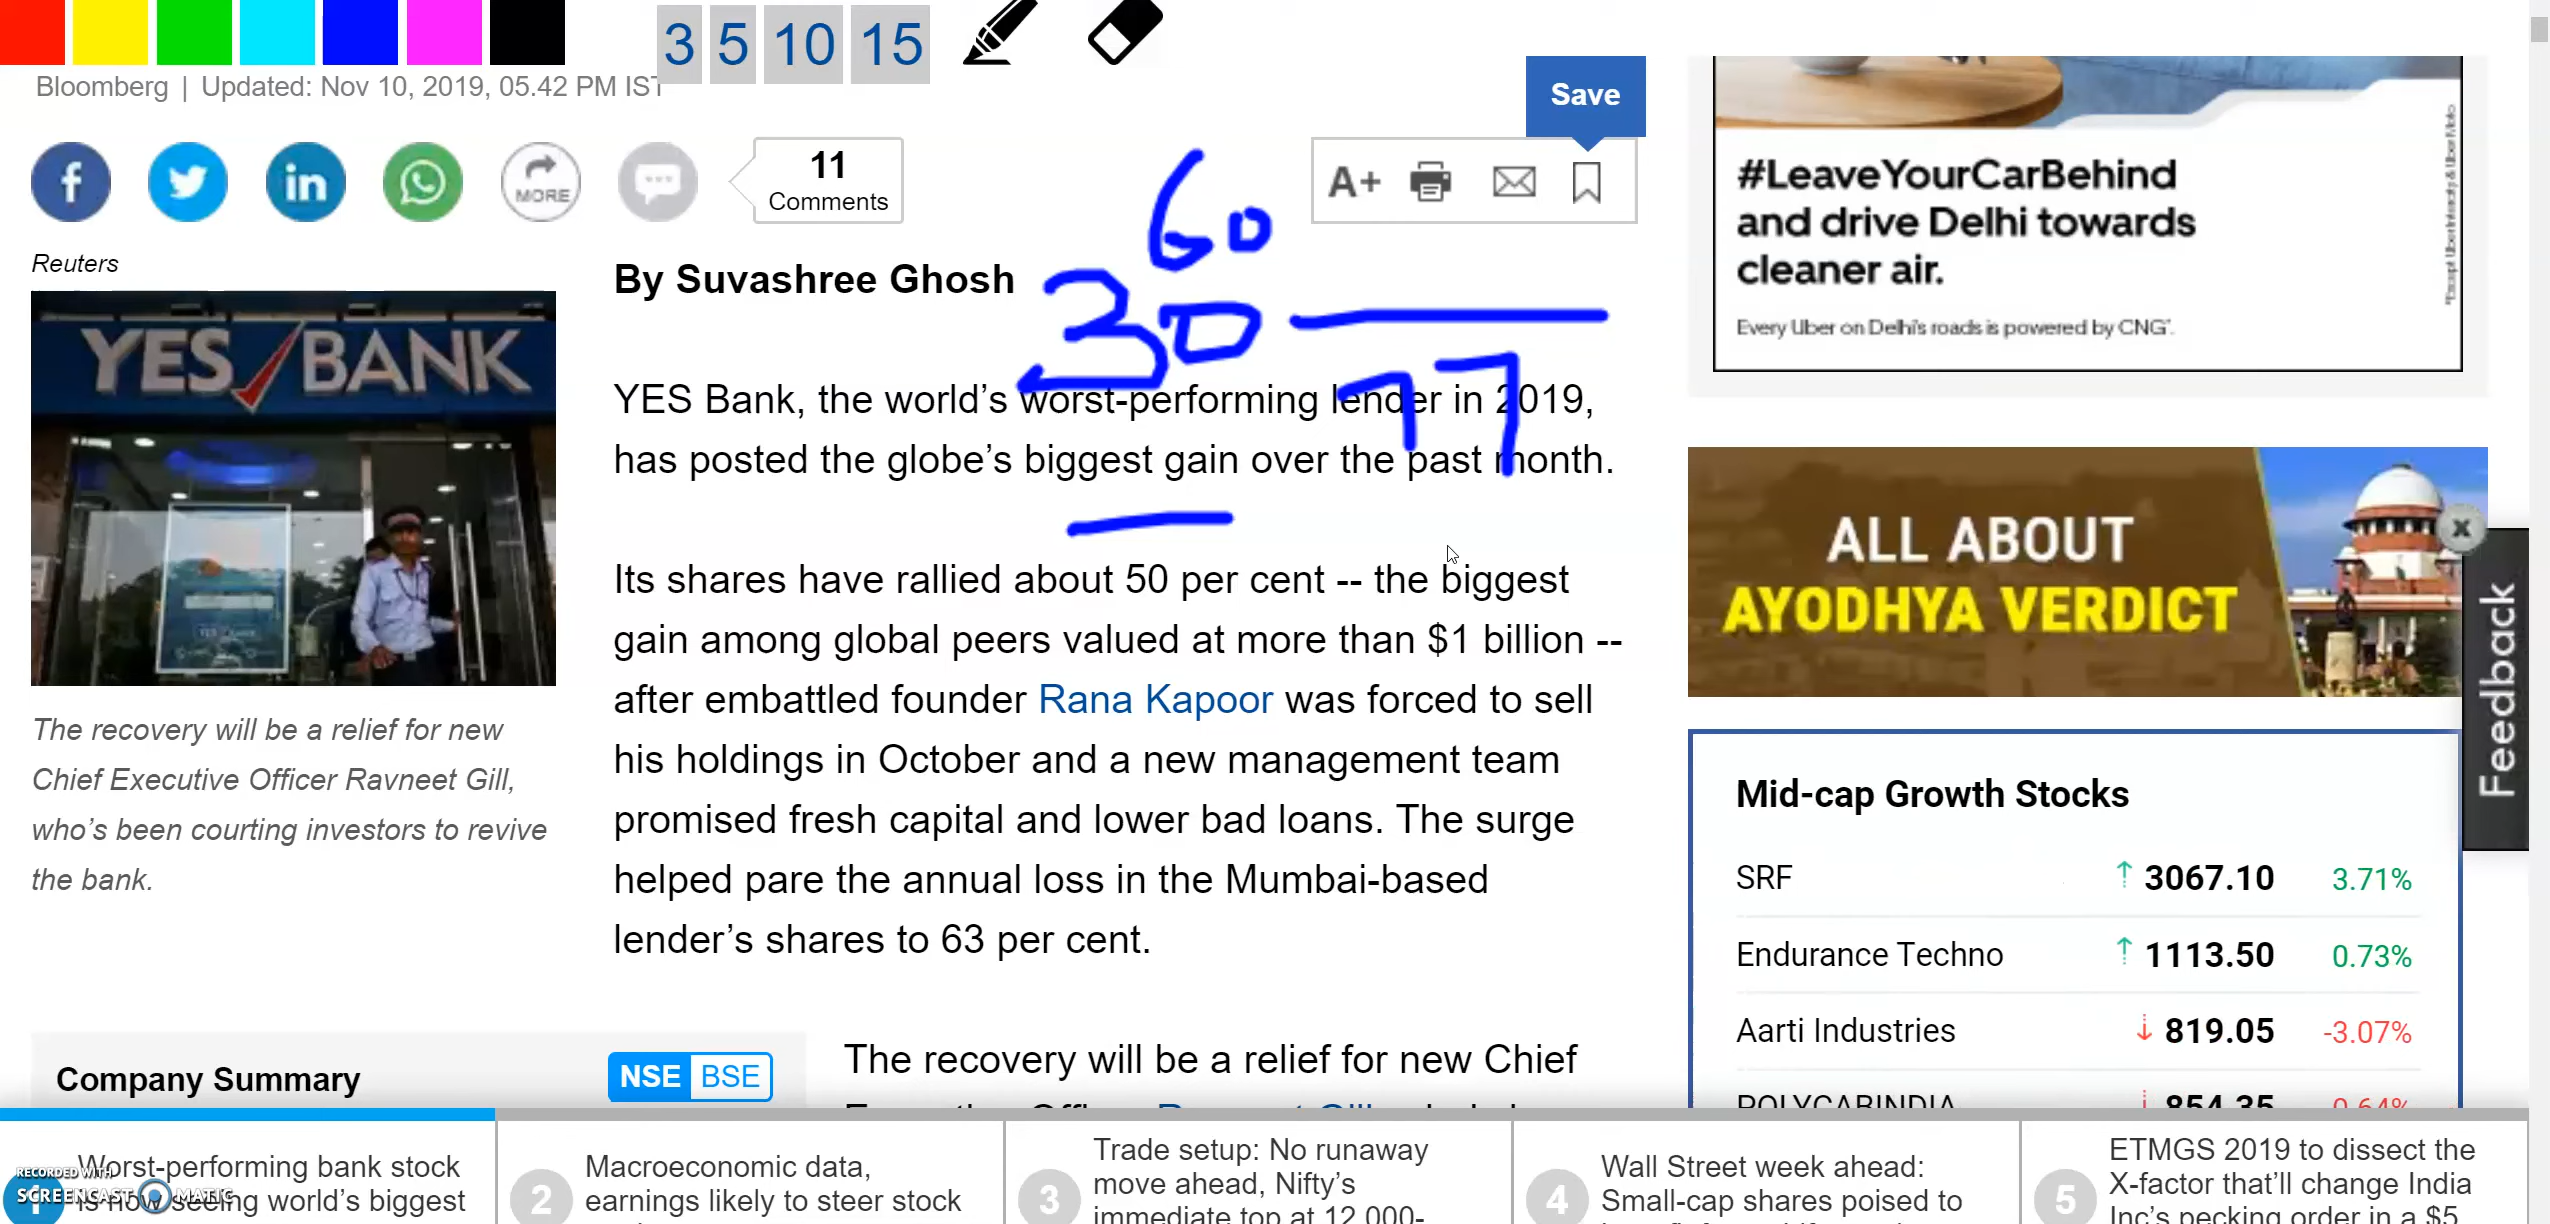 3 5 10 15
Bloomberg | Updated: Nov 10, 2019, 05.42 PM IST
Save
MORE
11
Comments
A+
60
30
77
Reuters
YES BANK
The recovery will be a relief for new
Chief Executive Officer Ravneet Gill,
who's been courting investors to revive
the bank.
By Suvashree Ghosh
YES Bank, the world's worst-performing lender in 2019,
has posted the globe's biggest gain over the past month.
Its shares have rallied about 50 per cent -- the biggest
gain among global peers valued at more than $1 billion --
after embattled founder Rana Kapoor was forced to sell
his holdings in October and a new management team
promised fresh capital and lower bad loans. The surge
helped pare the annual loss in the Mumbai-based
lender's shares to 63 per cent.
Company Summary
NSE BSE
The recovery will be a relief for new Chief
#LeaveYourCarBehind
and drive Delhi towards
cleaner air.
Every Uber on Delhi's roads is powered by CNG*.
ALL ABOUT
AYODHYA VERDICT
x
Feedback
Mid-cap Growth Stocks
SRF ↑ 3067.10 3.71%
Endurance Techno ↑ 1113.50 0.73%
Aarti Industries ↓ 819.05 -3.07%
POLYCABINDIA ↓ 854.35 -0.64%
1
Worst-performing bank stock
is now seeing world's biggest
RECORDED WITH
SCREENCAST MATIC
2
Macroeconomic data,
earnings likely to steer stock
3
Trade setup: No runaway
move ahead, Nifty's
immediate top at 12,000-
4
Wall Street week ahead:
Small-cap shares poised to
5
ETMGS 2019 to dissect the
X-factor that'll change India
Inc's pecking order in a $5